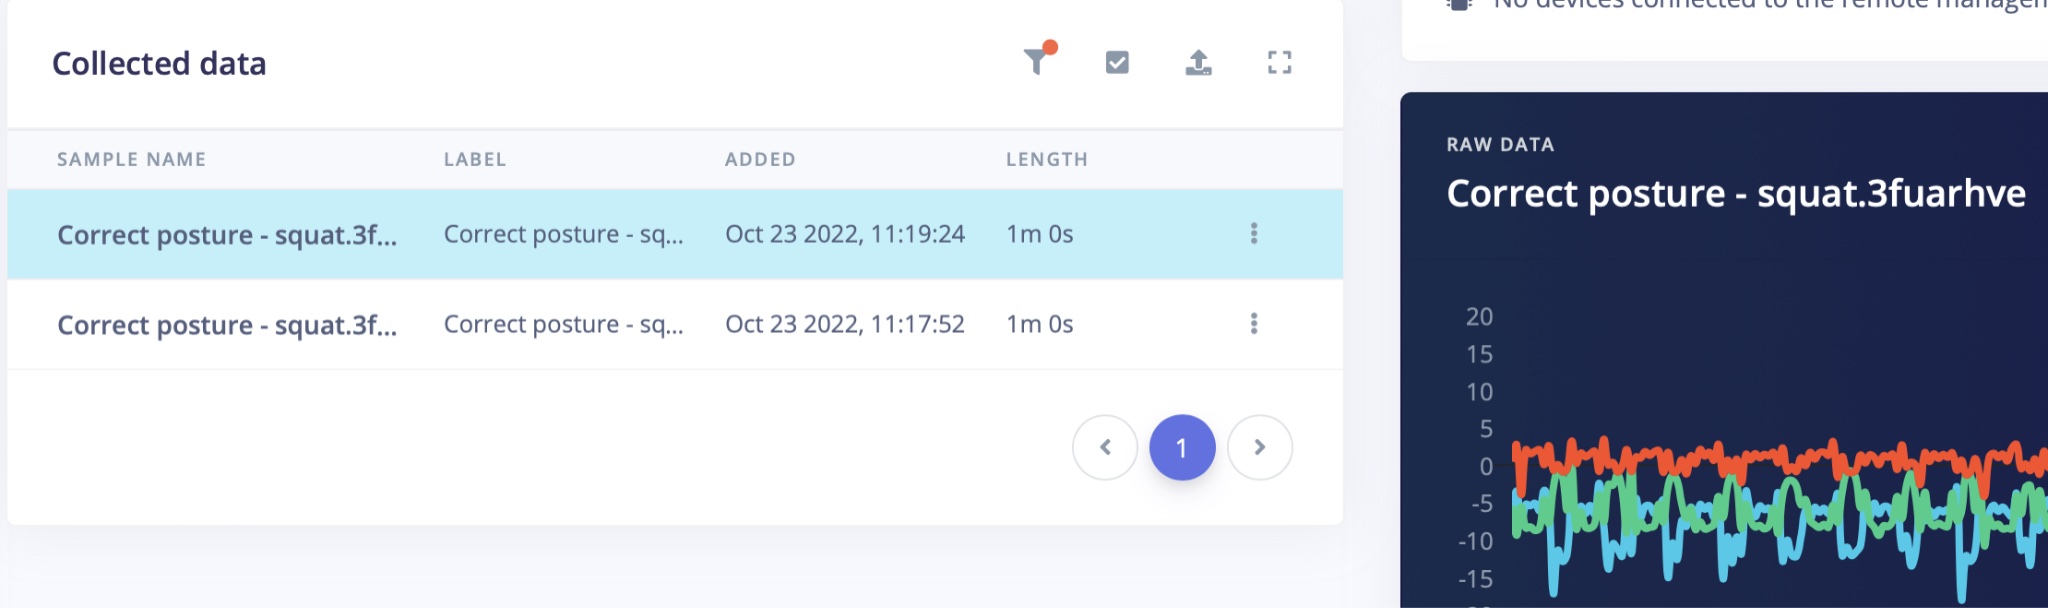 No devices connected to the remote
Collected data
SAMPLE NAME LABEL ADDED LENGTH
Correct posture - squat.3f... Correct posture - sq... Oct 23 2022, 11:19:24 1m 0s
Correct posture - squat.3f... Correct posture - sq... Oct 23 2022, 11:17:52 1m 0s
1
RAW DATA
Correct posture - squat.3fuarhve
20
15
10
5
0
-5
-10
-15